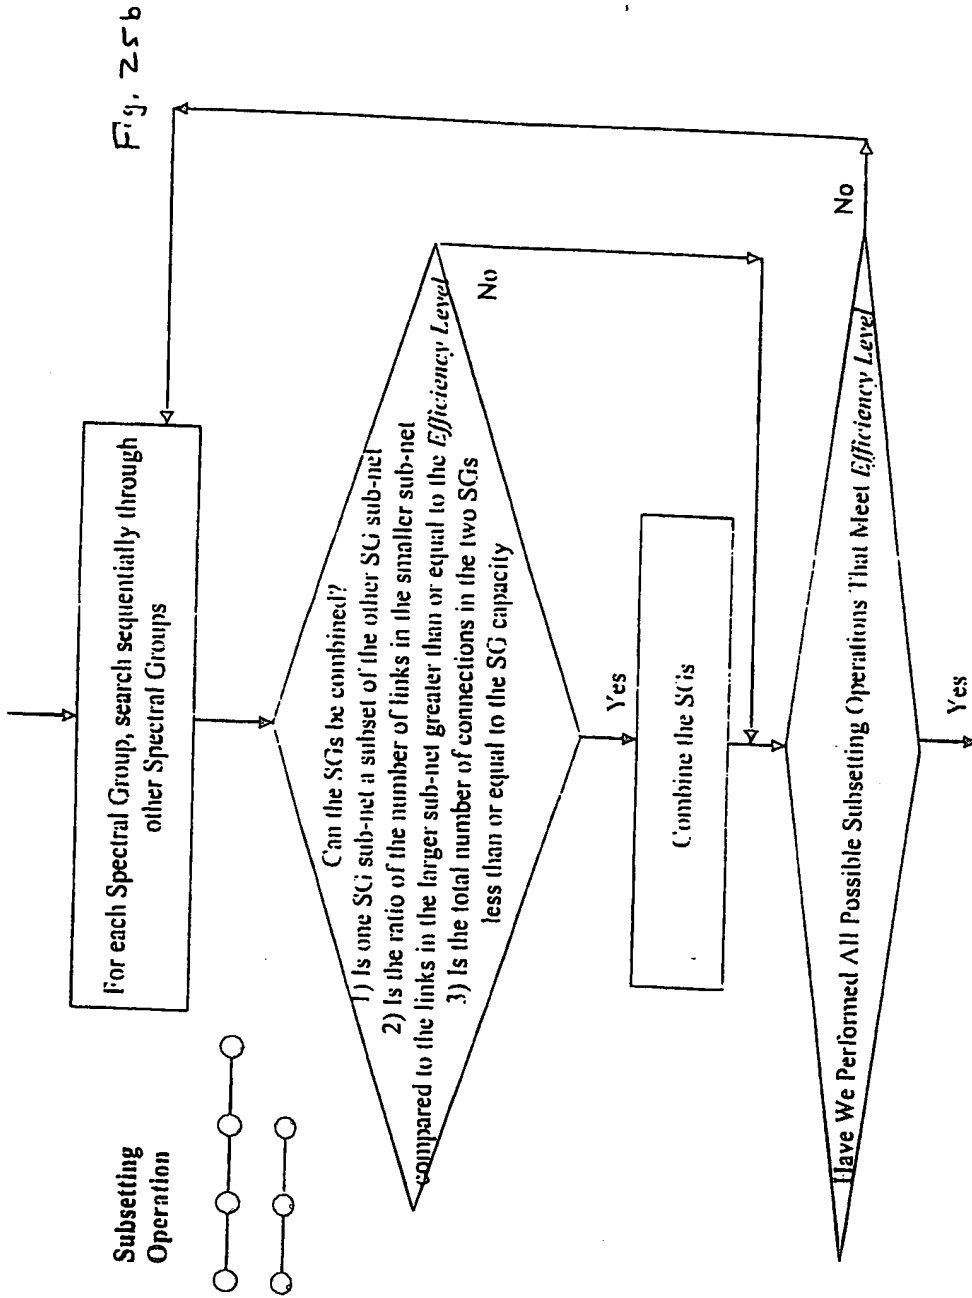 Fig. 25b
Subsetting
Operation
For each Spectral Group, search sequentially through
other Spectral Groups
Can the SGs be combined?
1) Is one SG sub-net a subset of the other SG sub-net
2) Is the ratio of the number of links in the smaller sub-net
compared to the links in the larger sub-net greater than or equal to the Efficiency Level
3) Is the total number of connections in the two SGs
less than or equal to the SG capacity
No
Yes
Combine the SGs
Have We Performed All Possible Subsetting Operations That Meet Efficiency Level
No
Yes